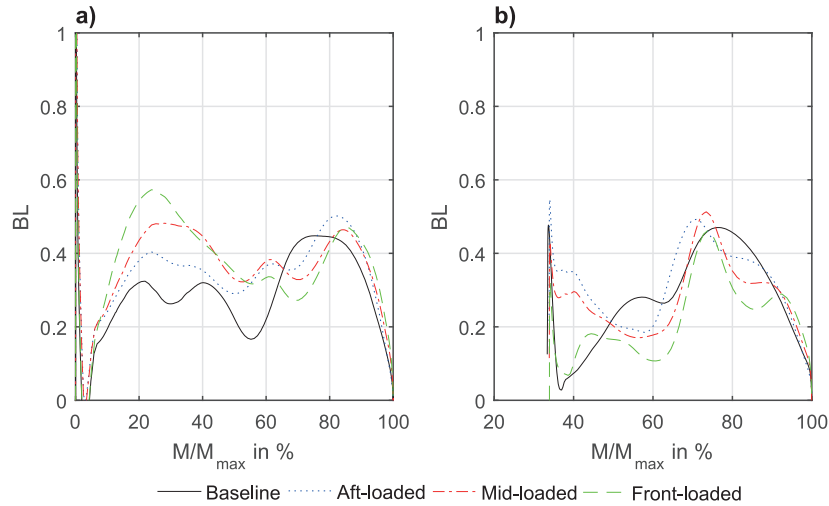 a)
b)
1
0.8
0.6
0.4
0.2
0
BL
0 20 40 60 80 100
M/M_max in %
1
0.8
0.6
0.4
0.2
0
BL
20 40 60 80 100
M/M_max in %
Baseline Aft-loaded Mid-loaded Front-loaded